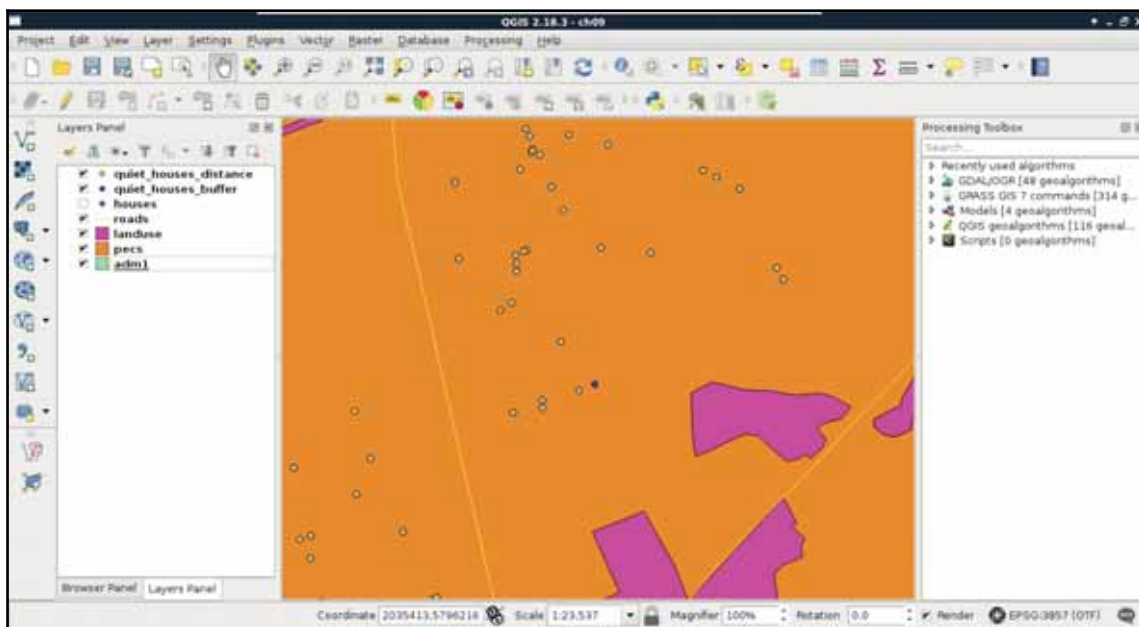 QGIS 2.18.3 - ch09
Project Edit View Layer Settings Plugins Vector Raster Database Processing Help
Layers Panel
quiet_houses_distance
quiet_houses_buffer
houses
roads
landuse
pecs
adm1
Browser Panel Layers Panel
Processing Toolbox
Search...
Recently used algorithms
GDAL/OGR [48 geoalgorithms]
GRASS GIS 7 commands [314 g...
Models [4 geoalgorithms]
QGIS geoalgorithms [116 geoal...
Scripts [0 geoalgorithms]
Coordinate 2035413,5796216 Scale 1:23,537 Magnifier 100% Rotation 0.0 Render EPSG:3857 (OTF)